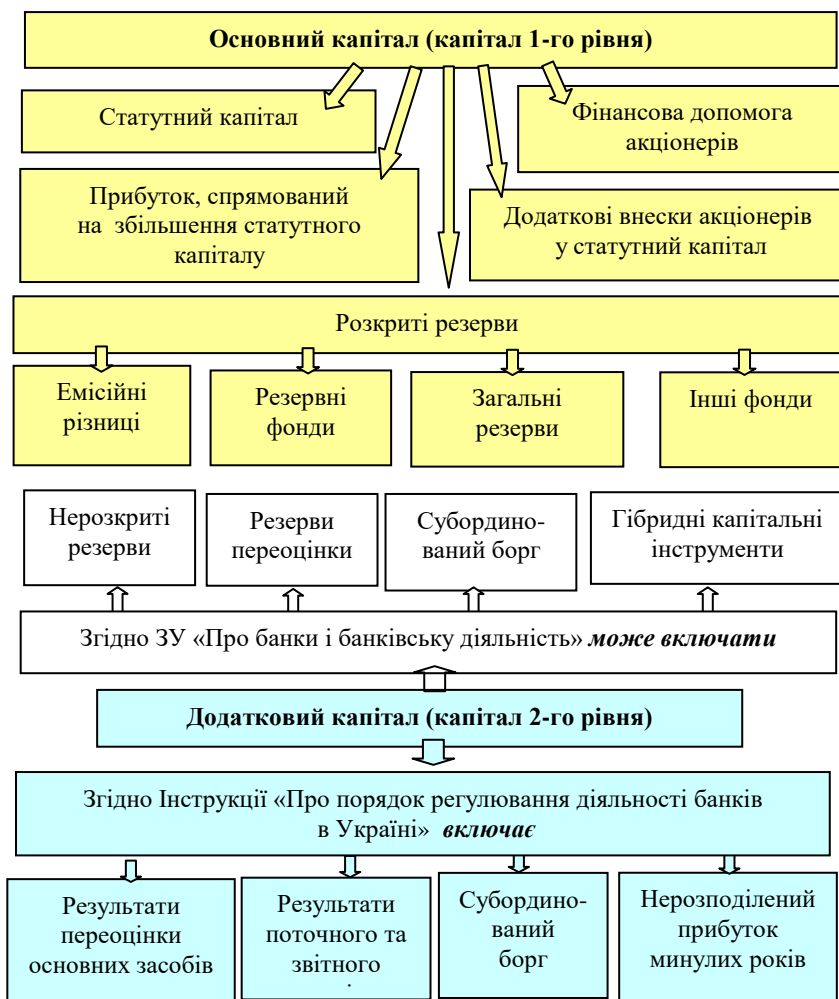 Основний капітал (капітал 1-го рівня)
Статутний капітал
Фінансова допомога
акціонерів
Прибуток, спрямований
на збільшення статутного
капіталу
Додаткові внески акціонерів
у статутний капітал
Розкриті резерви
Емісійні
різниці
Резервні
фонди
Загальні
резерви
Інші фонди
Нерозкриті
резерви
Резерви
переоцінки
Субордино-
ваний борг
Гібридні капітальні
інструменти
Згідно ЗУ «Про банки і банківську діяльність» може включати
Додатковий капітал (капітал 2-го рівня)
Згідно Інструкції «Про порядок регулювання діяльності банків
в Україні» включає
Результати
переоцінки
основних засобів
Результати
поточного та
звітного
Субордино-
ваний
борг
Нерозподілений
прибуток
минулих років